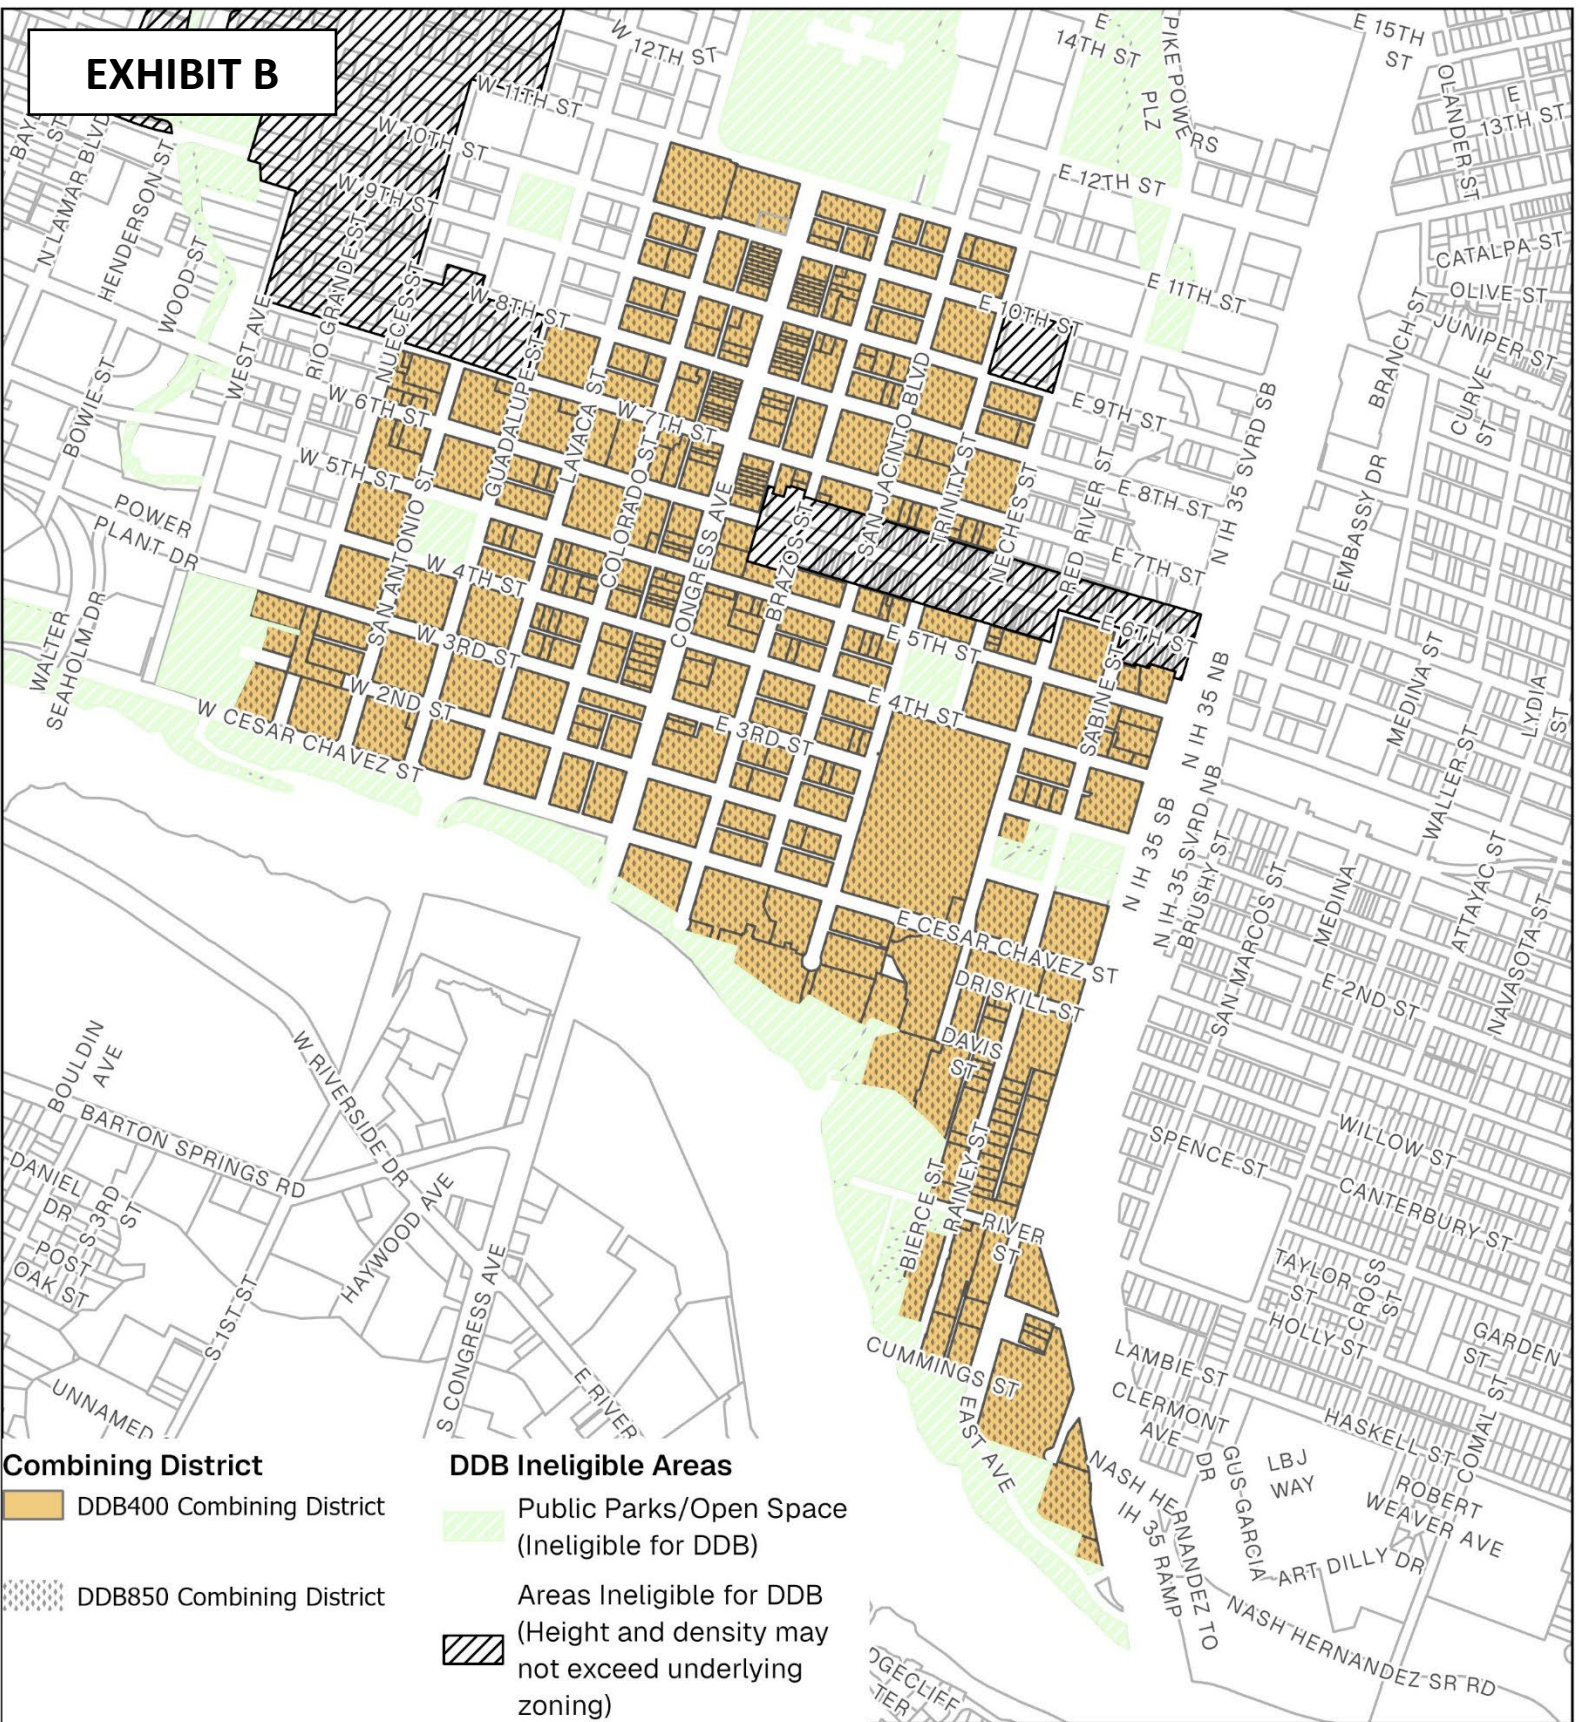 EXHIBIT B
W 12TH ST
E
14TH ST
PIKE POWERS
PLZ
E 15TH
ST
OLANDER ST
E
13TH ST
W 11TH ST
W 10TH ST
W 9TH ST
E 12TH ST
N LAMAR BLVD
HENDERSON ST
WOOD ST
CATALPA ST
E 11TH ST
OLIVE ST
JUNIPER ST
W 8TH ST
E 10TH ST
WEST AVE
RIO GRANDE ST
NUECES ST
GUADALUPE ST
LAVACA ST
BRANCH ST
CURVE
ST
BOWIE ST
W 6TH ST
W 7TH ST
E 9TH ST
SAN JACINTO BLVD
TRINITY ST
N IH 35 SVRD SB
W 5TH ST
COLORADO ST
CONGRESS AVE
BRAZOS ST
NECHES ST
RED RIVER ST
E 8TH ST
EMBASSY DR
POWER
PLANT DR
SAN ANTONIO ST
W 4TH ST
E 7TH ST
E 6TH ST
WALTER
SEAHOLM DR
W 3RD ST
E 5TH ST
SABINE ST
N IH 35 NB
MEDINA ST
LYDIA
ST
W 2ND ST
E 4TH ST
E 3RD ST
W CESAR CHAVEZ ST
WALLER ST
N IH 35 SB
N IH 35 SVRD NB
BRUSHY ST
SAN MARCOS ST
MEDINA
ATTAYAC ST
NAVASOTA ST
E CESAR CHAVEZ ST
DRISKILL ST
E 2ND ST
DAVIS
ST
BOULDIN
AVE
W RIVERSIDE DR
BARTON SPRINGS RD
WILLOW ST
SPENCE ST
CANTERBURY ST
DANIEL
DR
S 3RD
ST
POST
OAK ST
HAYWOOD AVE
BIERCE ST
RAINEY ST
RIVER
ST
TAYLOR
ST
CROSS
ST
HOLLY ST
GARDEN
ST
S 1ST ST
S CONGRESS AVE
CUMMINGS ST
LAMBIE ST
CLERMONT
AVE
UNNAMED
E RIVER
EAST AVE
HASKELL ST
COMAL ST
NASH HERNANDEZ TO
IH 35 RAMP
DR
GUS GARCIA
LBJ
WAY
ROBERT
WEAVER AVE
ART DILLY DR
NASH HERNANDEZ SR RD
Combining District
DDB400 Combining District
DDB850 Combining District
DDB Ineligible Areas
Public Parks/Open Space
(Ineligible for DDB)
Areas Ineligible for DDB
(Height and density may
not exceed underlying
zoning)